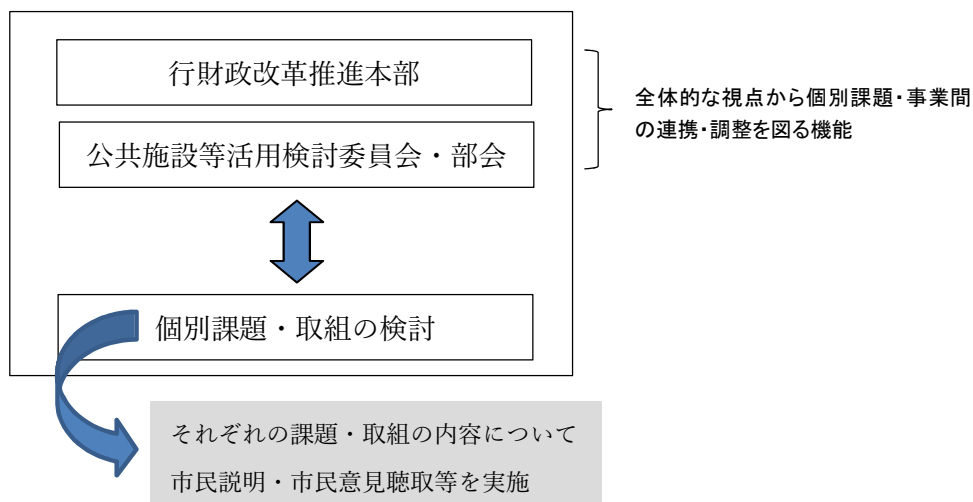 行財政改革推進本部
全体的な視点から個別課題・事業間
の連携・調整を図る機能
公共施設等活用検討委員会・部会
個別課題・取組の検討
それぞれの課題・取組の内容について
市民説明・市民意見聴取等を実施